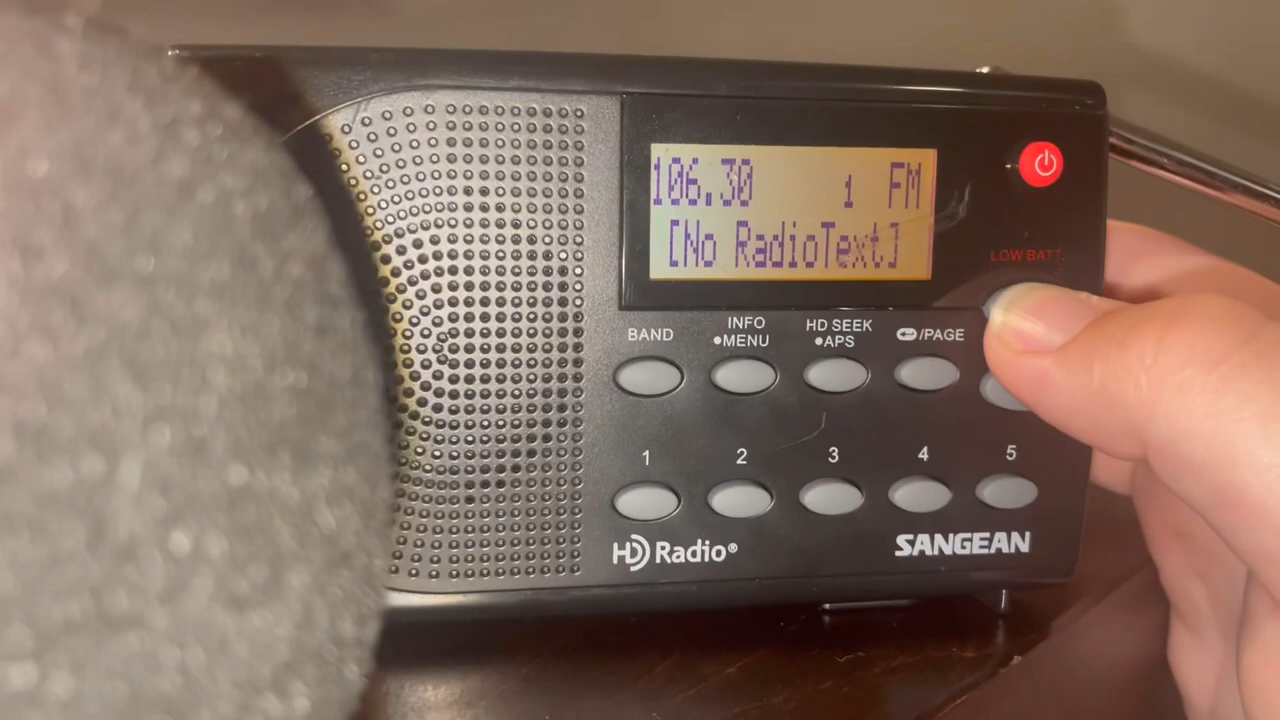 106.30 1 FM
[No RadioText]
LOW BATT.
BAND
INFO
•MENU
HD SEEK
•APS
/PAGE
1 2 3 4 5
HD Radio®
SANGEAN